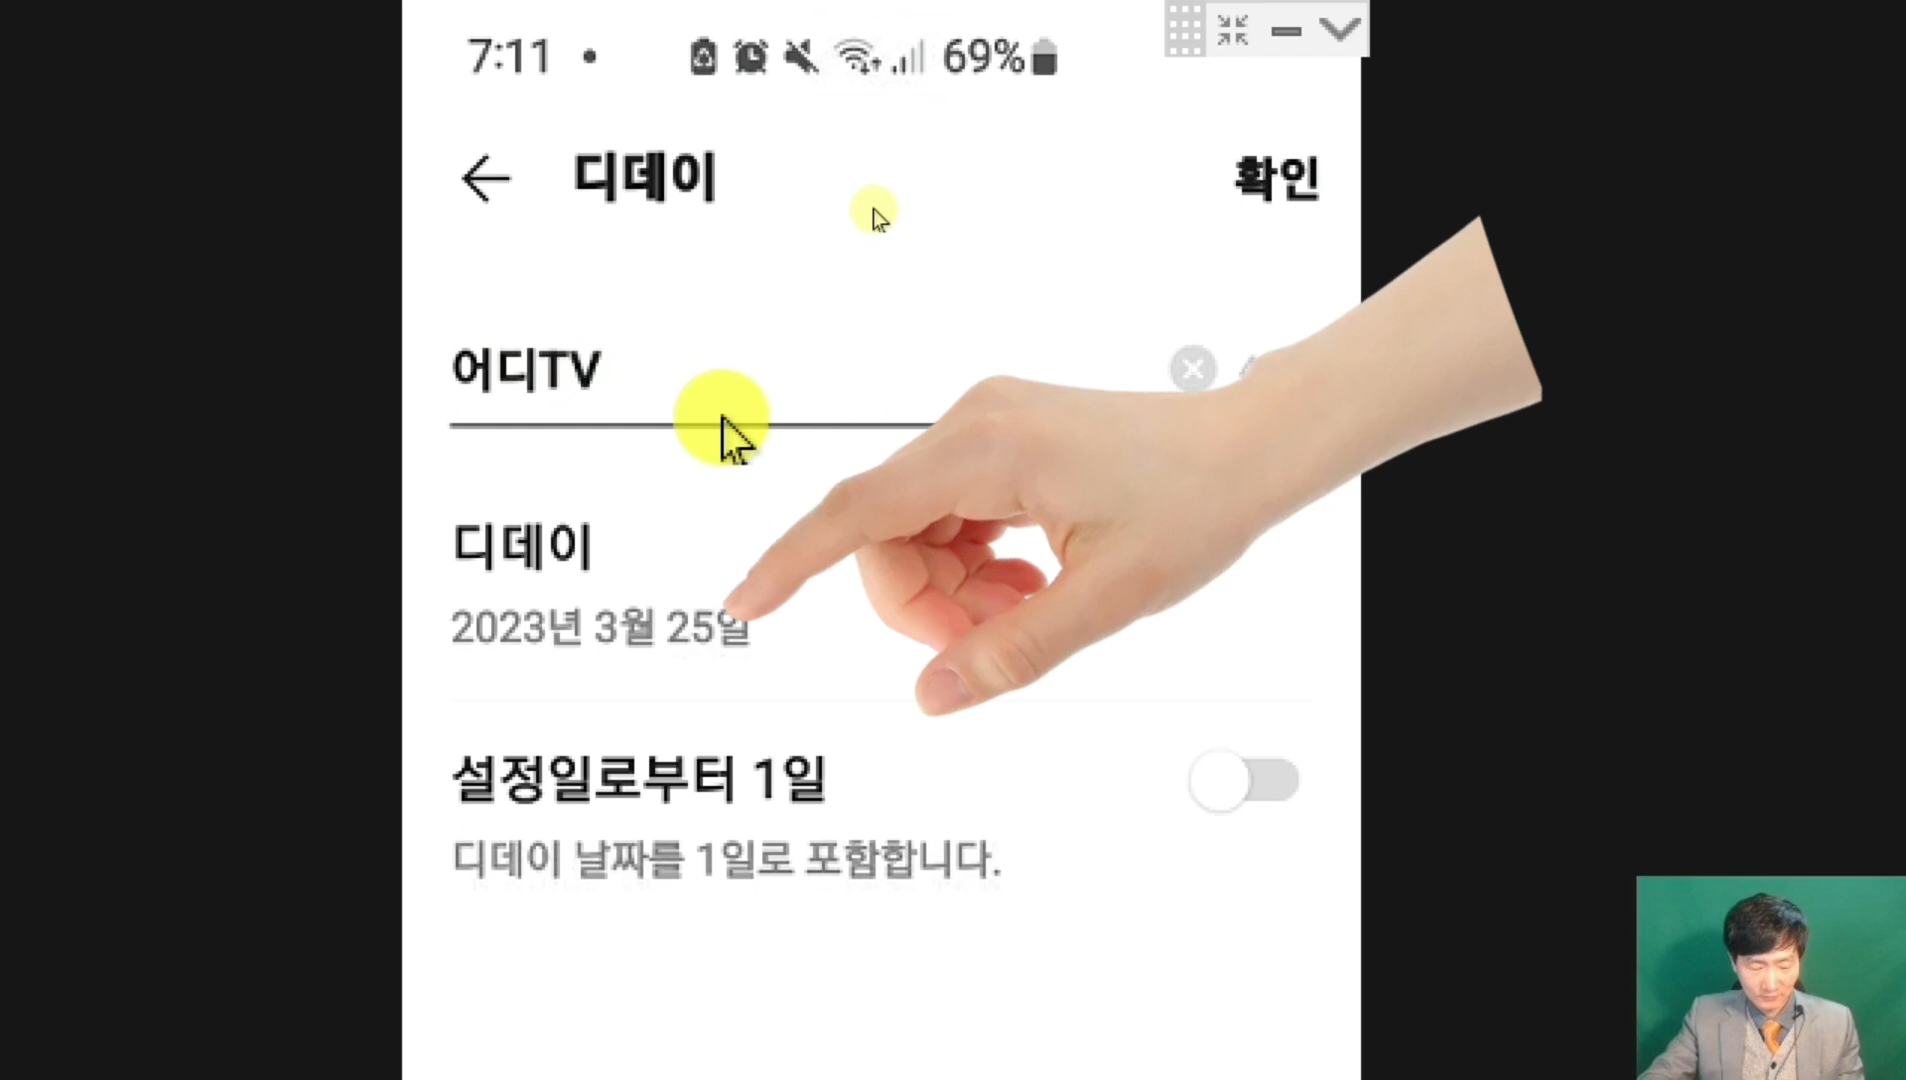 7:11
69%
디데이
확인
어디TV
디데이
2023년 3월 25일
설정일로부터 1일
디데이 날짜를 1일로 포함합니다.